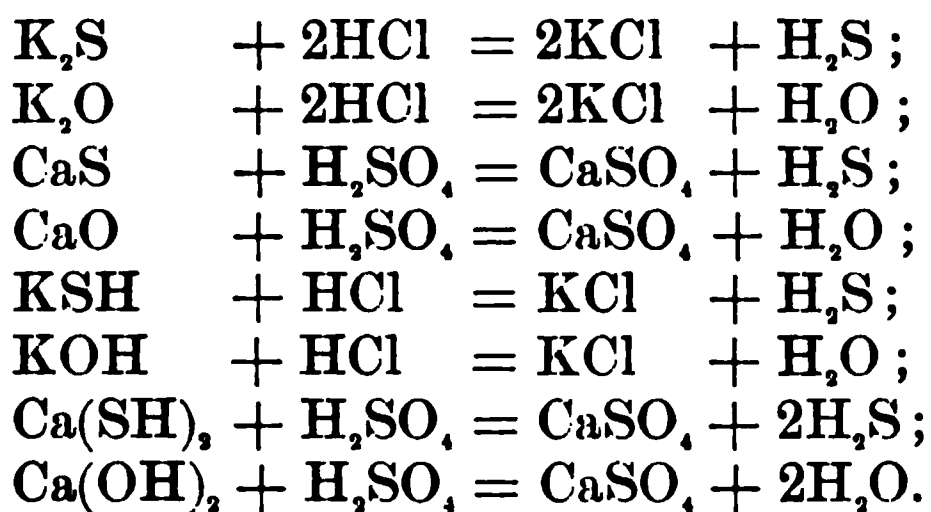 K₂S + 2HCl = 2KCl + H₂S;
K₂O + 2HCl = 2KCl + H₂O;
CaS + H₂SO₄ = CaSO₄ + H₂S;
CaO + H₂SO₄ = CaSO₄ + H₂O;
KSH + HCl = KCl + H₂S;
KOH + HCl = KCl + H₂O;
Ca(SH)₂ + H₂SO₄ = CaSO₄ + 2H₂S;
Ca(OH)₂ + H₂SO₄ = CaSO₄ + 2H₂O.